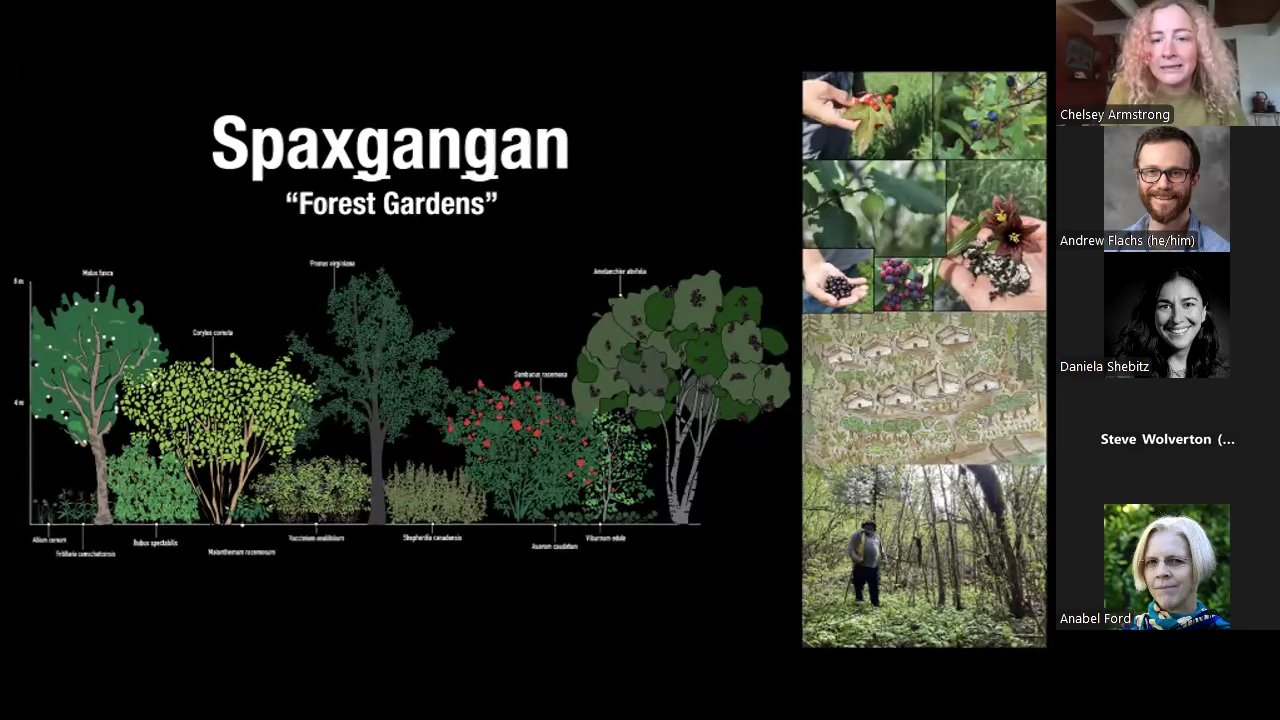 Spaxgangan
“Forest Gardens”
Prunus virginiana
Malus fusca
Amelanchier alnifolia
8 m
Corylus cornuta
Sambucus racemosa
4 m
Allium cernuum
Fritillaria camschatcensis
Rubus spectabilis
Maianthemum racemosum
Shepherdia canadensis
Asarum caudatum
Viburnum edule
Chelsey Armstrong
Andrew Flachs (he/him)
Daniela Shebitz
Steve Wolverton (...
Anabel Ford